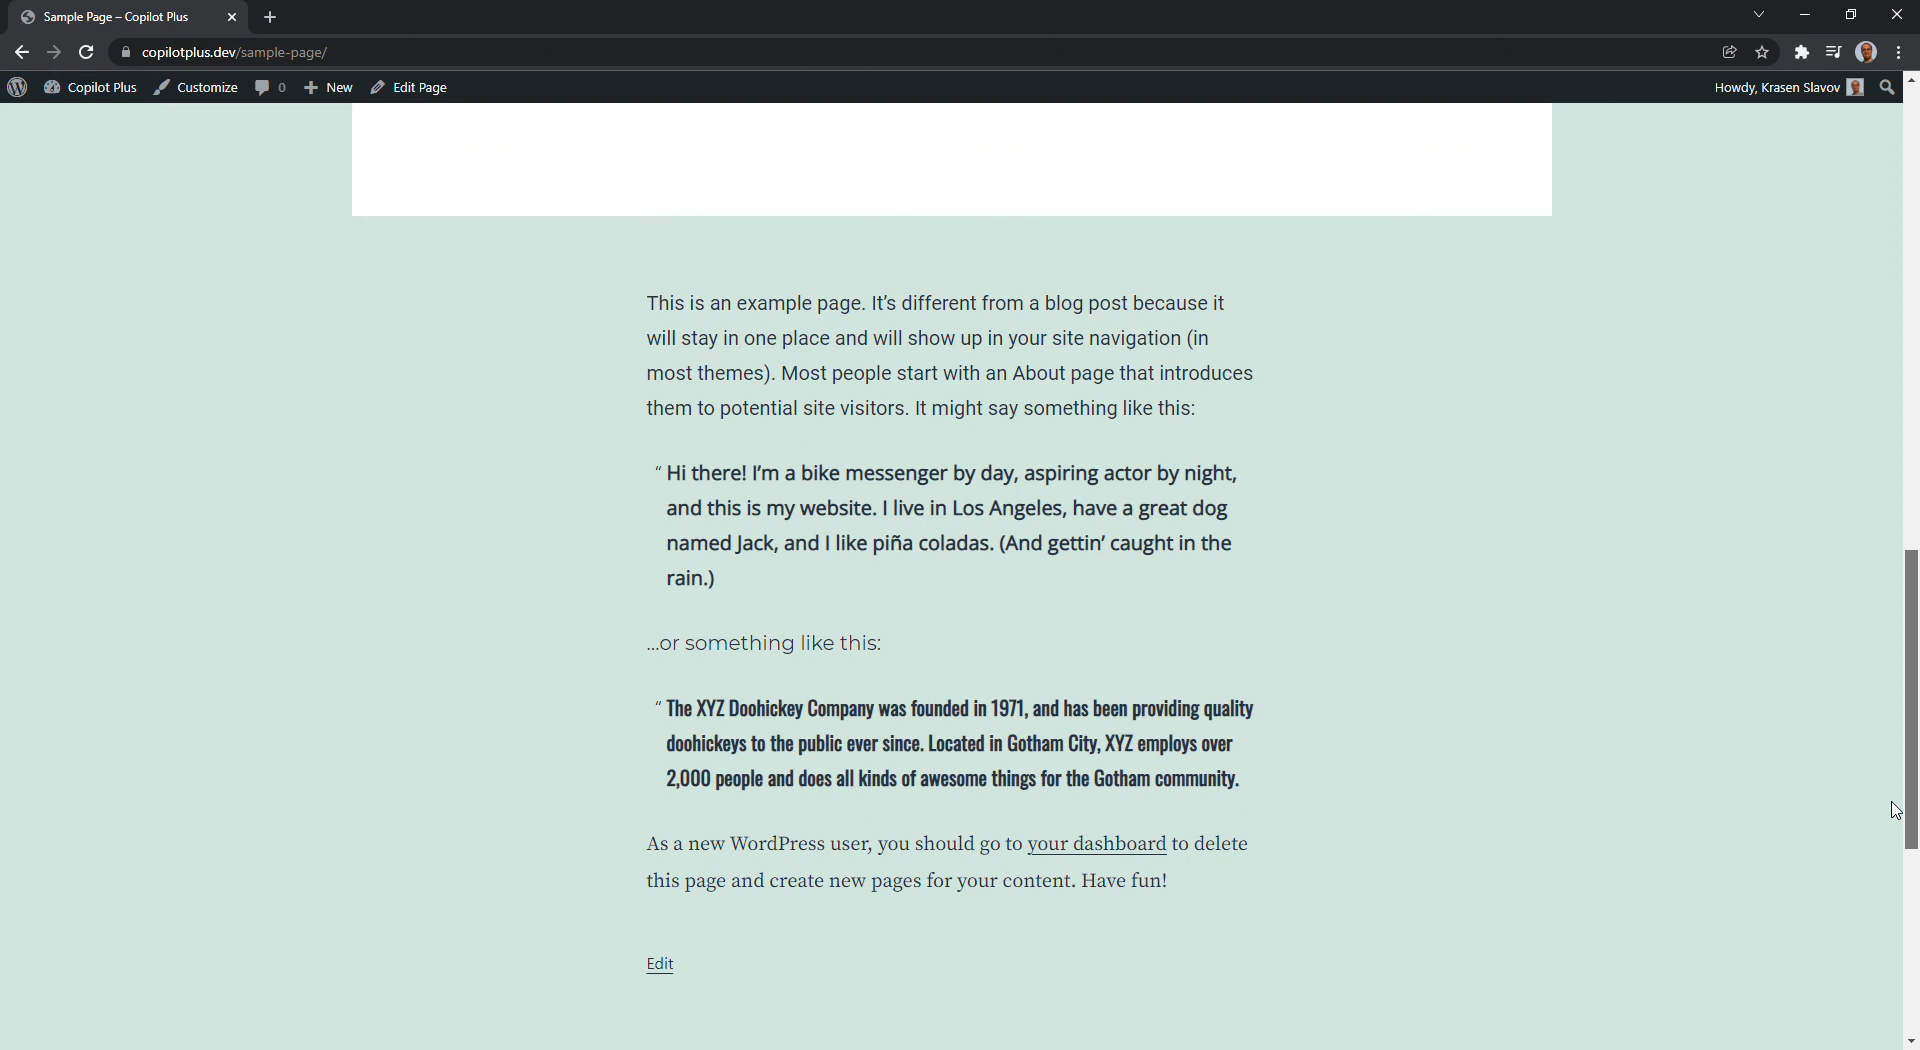 Sample Page – Copilot Plus
copilotplus.dev/sample-page/
Copilot Plus Customize 0 New Edit Page Howdy, Krasen Slavov
This is an example page. It’s different from a blog post because it
will stay in one place and will show up in your site navigation (in
most themes). Most people start with an About page that introduces
them to potential site visitors. It might say something like this:
“ Hi there! I’m a bike messenger by day, aspiring actor by night,
and this is my website. I live in Los Angeles, have a great dog
named Jack, and I like piña coladas. (And gettin’ caught in the
rain.)
…or something like this:
“ The XYZ Doohickey Company was founded in 1971, and has been providing quality
doohickeys to the public ever since. Located in Gotham City, XYZ employs over
2,000 people and does all kinds of awesome things for the Gotham community.
As a new WordPress user, you should go to your dashboard to delete
this page and create new pages for your content. Have fun!
Edit